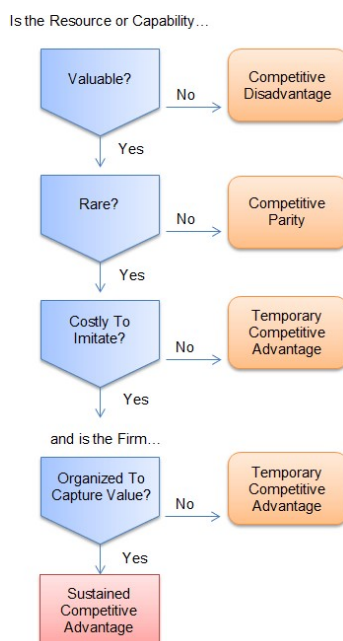 Is the Resource or Capability...
Valuable?
No
Competitive
Disadvantage
Yes
Rare?
No
Competitive
Parity
Yes
Costly To
Imitate?
No
Temporary
Competitive
Advantage
Yes
and is the Firm...
Organized To
Capture Value?
No
Temporary
Competitive
Advantage
Yes
Sustained
Competitive
Advantage